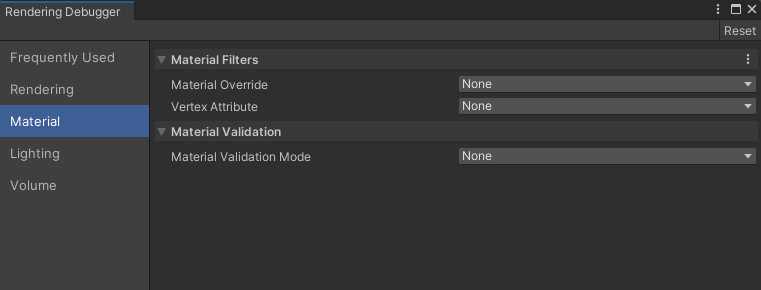 Rendering Debugger
Reset
Frequently Used
Rendering
Material
Lighting
Volume
Material Filters
Material Override None
Vertex Attribute None
Material Validation
Material Validation Mode None